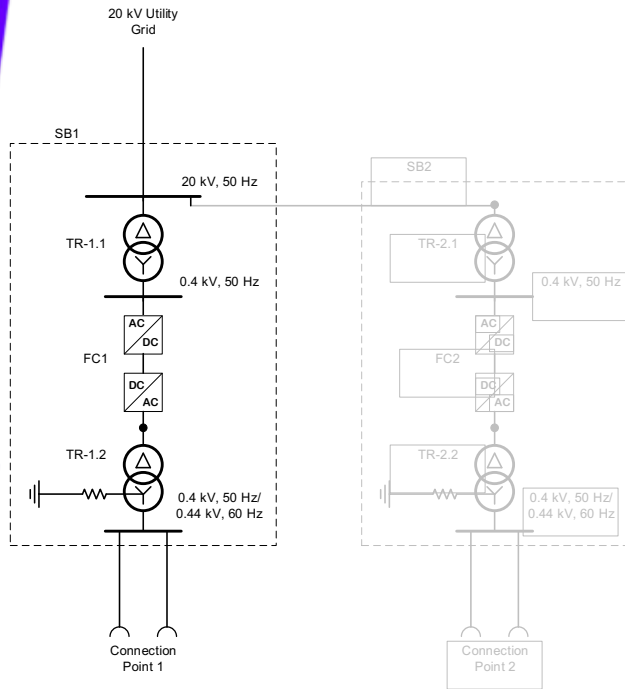 20 kV Utility
Grid
SB1
20 kV, 50 Hz
TR-1.1
0.4 kV, 50 Hz
AC
DC
FC1
DC
AC
TR-1.2
0.4 kV, 50 Hz/
0.44 kV, 60 Hz
Connection
Point 1
SB2
TR-2.1
0.4 kV, 50 Hz
AC
DC
FC2
DC
AC
TR-2.2
0.4 kV, 50 Hz/
0.44 kV, 60 Hz
Connection
Point 2